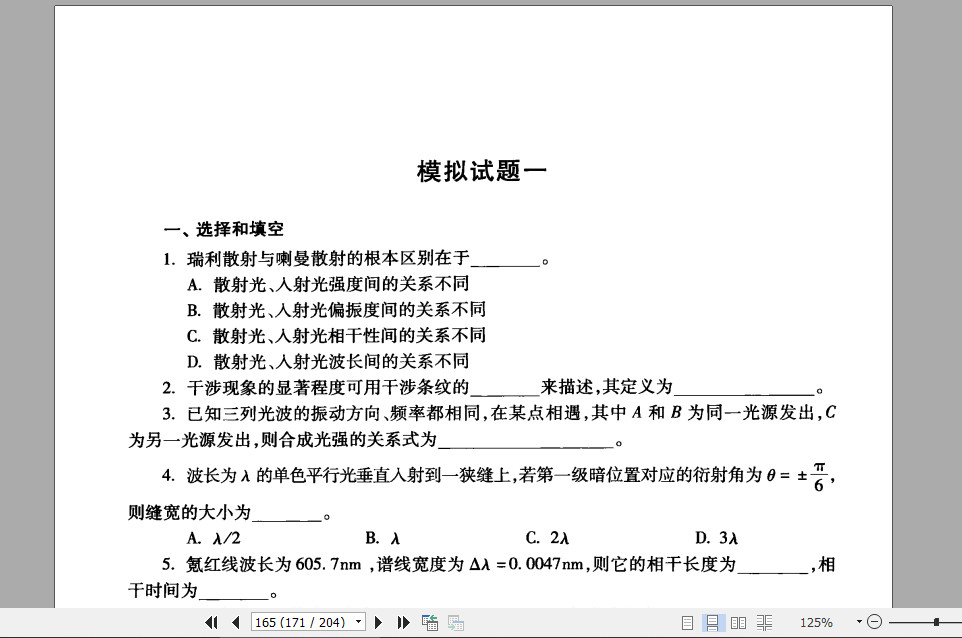 模拟试题一
一、选择和填空
1. 瑞利散射与喇曼散射的根本区别在于________。
A. 散射光、入射光强度间的关系不同
B. 散射光、入射光偏振度间的关系不同
C. 散射光、入射光相干性间的关系不同
D. 散射光、入射光波长间的关系不同
2. 干涉现象的显著程度可用干涉条纹的________来描述,其定义为________________。
3. 已知三列光波的振动方向、频率都相同,在某点相遇,其中 A 和 B 为同一光源发出,C
为另一光源发出,则合成光强的关系式为____________________。
4. 波长为 λ 的单色平行光垂直入射到一狭缝上,若第一级暗位置对应的衍射角为 θ = ±π/6,
则缝宽的大小为________。
A. λ/2 B. λ C. 2λ D. 3λ
5. 氪红线波长为 605.7nm ,谱线宽度为 Δλ =0.0047nm,则它的相干长度为________,相
干时间为________。
165 (171 / 204) 125%